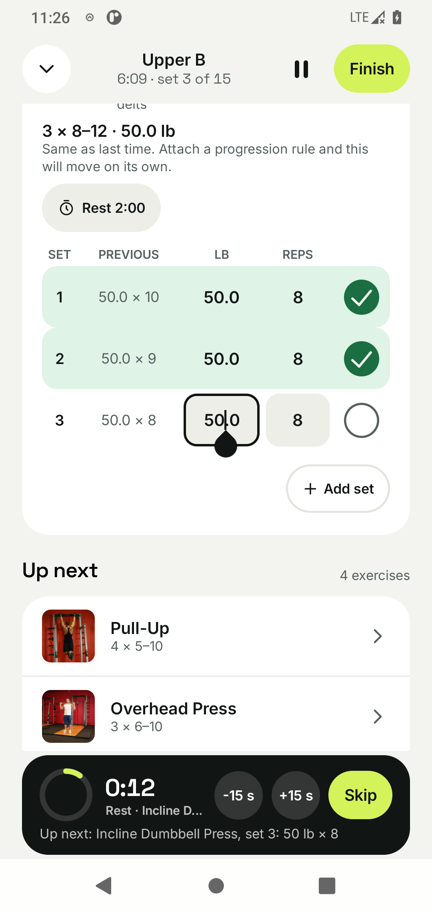 11:26
LTE
Upper B
6:09 · set 3 of 15
Finish
delts
3 × 8–12 · 50.0 lb
Same as last time. Attach a progression rule and this
will move on its own.
Rest 2:00
SET PREVIOUS LB REPS
1 50.0 × 10 50.0 8
2 50.0 × 9 50.0 8
3 50.0 × 8 50.0 8
+ Add set
Up next
4 exercises
Pull-Up
4 × 5–10
Overhead Press
3 × 6–10
0:12
Rest · Incline D...
-15 s
+15 s
Skip
Up next: Incline Dumbbell Press, set 3: 50 lb × 8